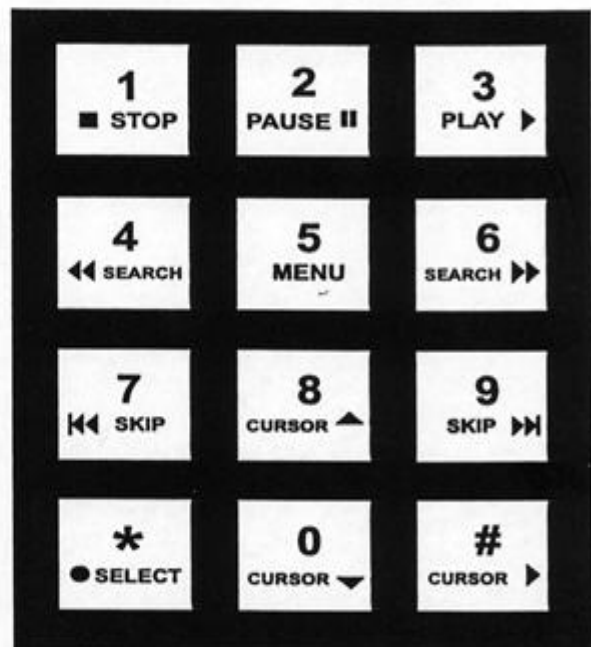 1
■ STOP
2
PAUSE II
3
PLAY ▶
4
◀◀ SEARCH
5
MENU
6
SEARCH ▶▶
7
|◀◀ SKIP
8
CURSOR ▲
9
SKIP ▶▶|
*
● SELECT
0
CURSOR ▼
#
CURSOR ▶